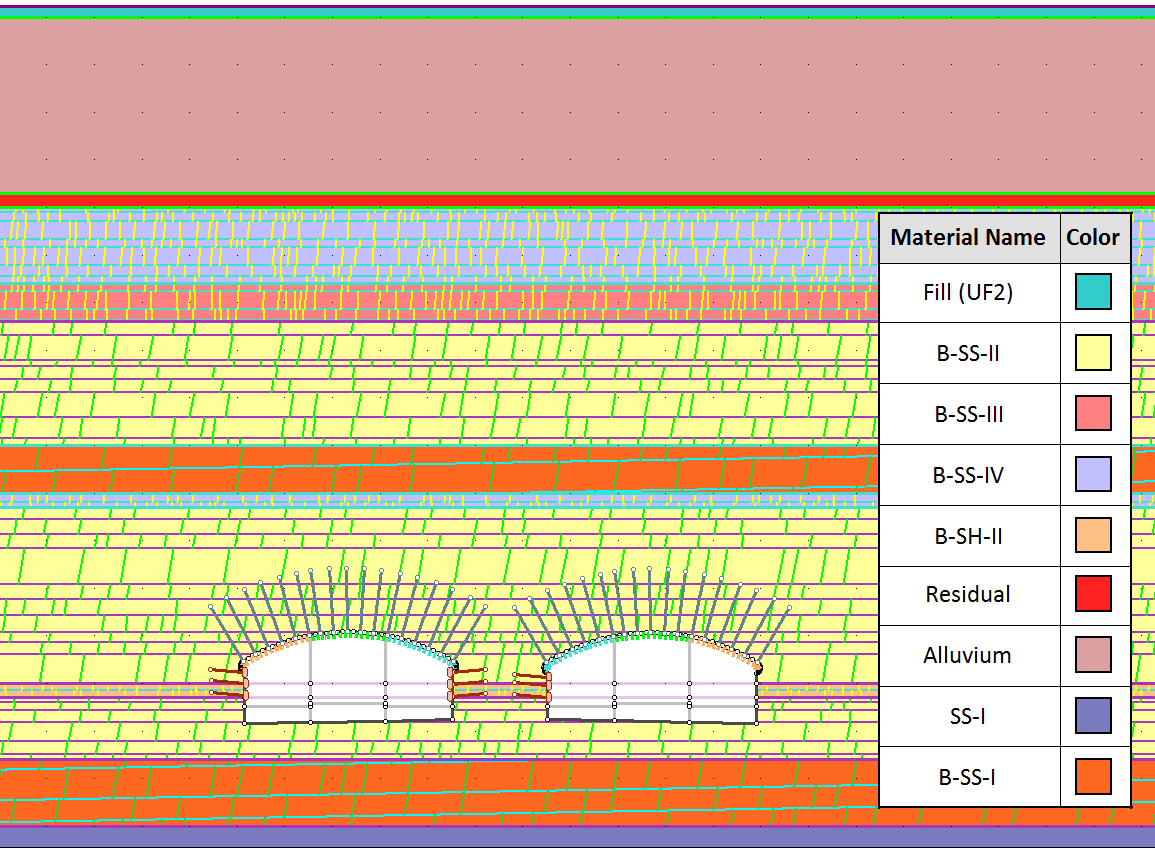 Material Name Color
Fill (UF2)
B-SS-II
B-SS-III
B-SS-IV
B-SH-II
Residual
Alluvium
SS-I
B-SS-I